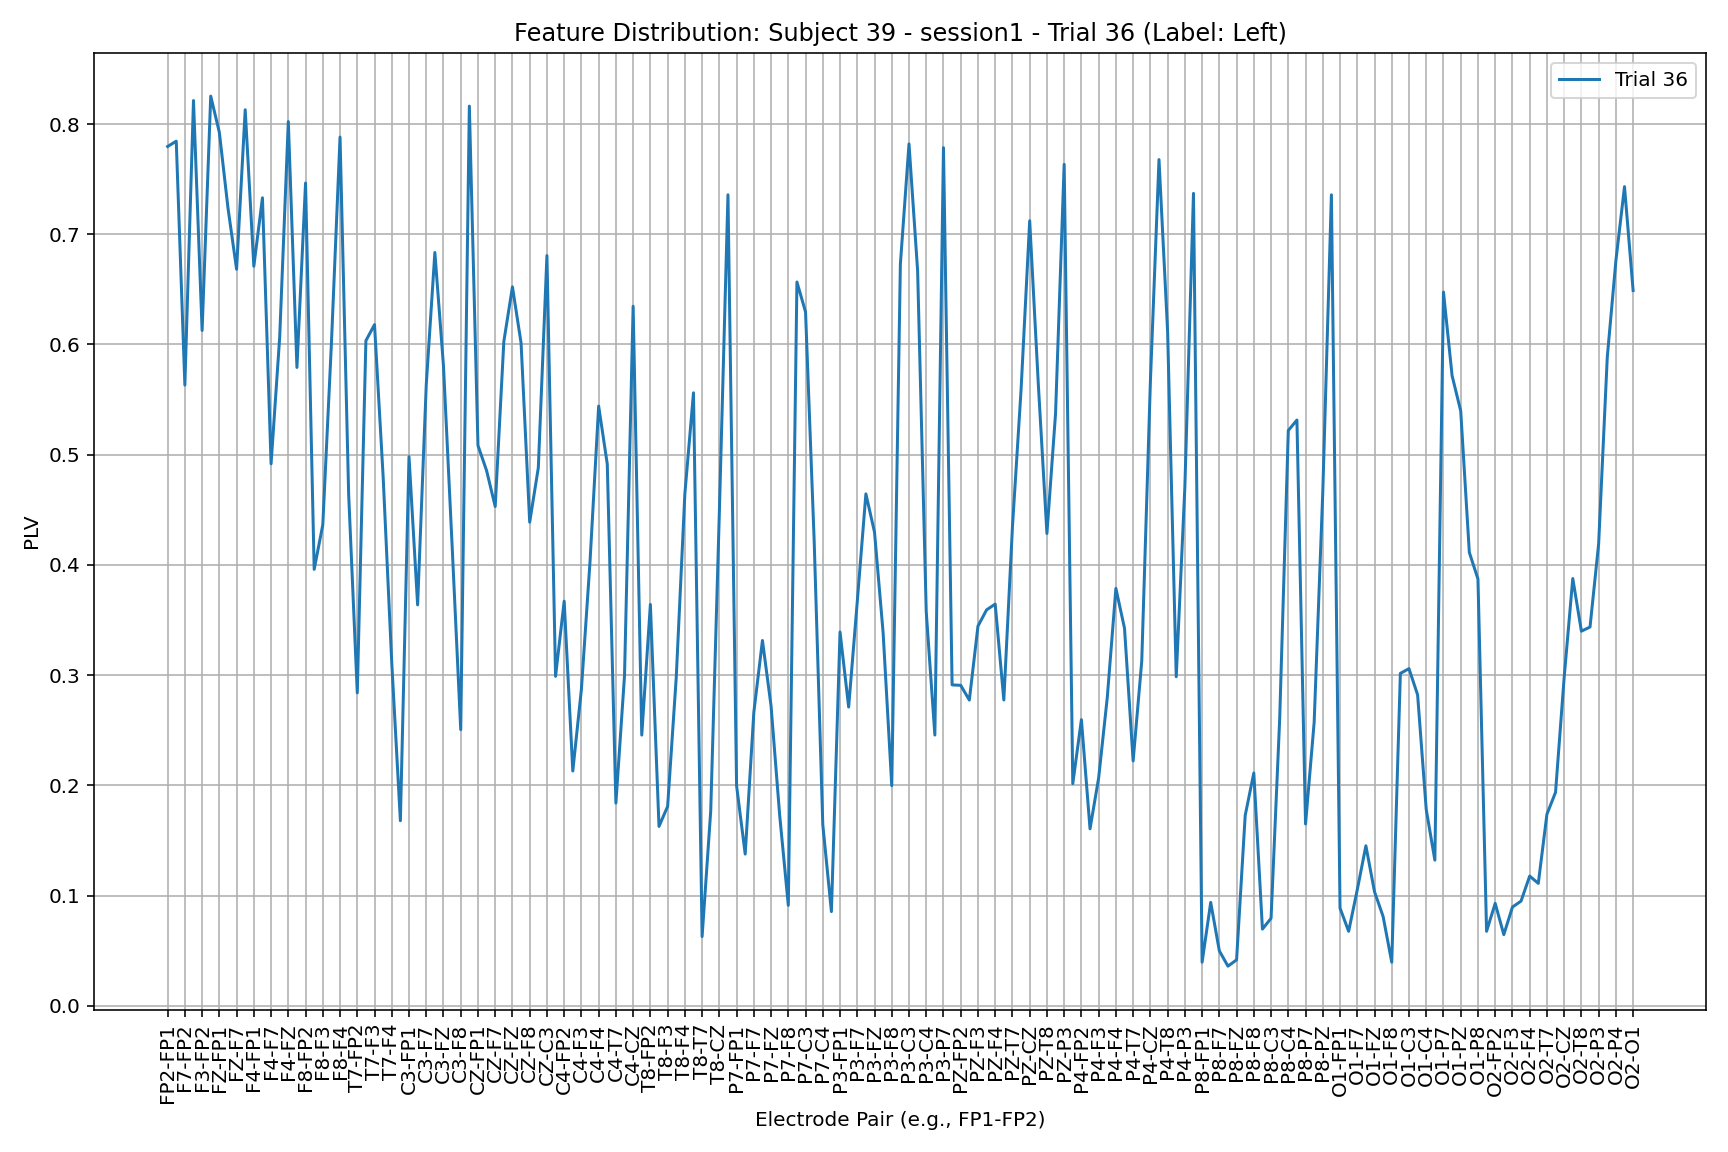 Feature Distribution: Subject 39 - session1 - Trial 36 (Label: Left)
Trial 36
PLV
0.8
0.7
0.6
0.5
0.4
0.3
0.2
0.1
0.0
FP2-FP1
F7-FP2
F3-FP2
FZ-FP1
FZ-F7
F4-FP1
F4-F7
F4-FZ
F8-FP2
F8-F3
F8-F4
T7-FP2
T7-F3
T7-F4
C3-FP1
C3-F7
C3-FZ
C3-F8
CZ-FP1
CZ-F7
CZ-FZ
CZ-F8
CZ-C3
C4-FP2
C4-F3
C4-F4
C4-T7
C4-CZ
T8-FP2
T8-F3
T8-F4
T8-T7
T8-CZ
P7-FP1
P7-F7
P7-FZ
P7-F8
P7-C3
P7-C4
P3-FP1
P3-F7
P3-FZ
P3-F8
P3-C3
P3-C4
P3-P7
PZ-FP2
PZ-F3
PZ-F4
PZ-T7
PZ-CZ
PZ-T8
PZ-P3
P4-FP2
P4-F3
P4-F4
P4-T7
P4-CZ
P4-T8
P4-P3
P8-FP1
P8-F7
P8-FZ
P8-F8
P8-C3
P8-C4
P8-P7
P8-PZ
O1-FP1
O1-F7
O1-FZ
O1-F8
O1-C3
O1-C4
O1-P7
O1-PZ
O1-P8
O2-FP2
O2-F3
O2-F4
O2-T7
O2-CZ
O2-T8
O2-P3
O2-P4
O2-O1
Electrode Pair (e.g., FP1-FP2)